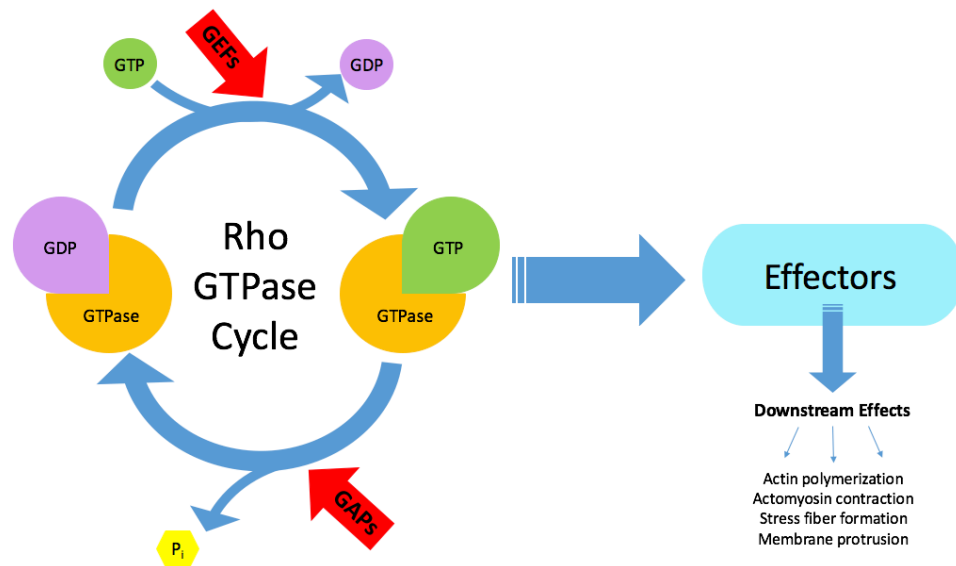 GTP
GEFs
GDP
GDP
GTPase
Rho
GTPase
Cycle
GTP
GTPase
Effectors
Downstream Effects
Actin polymerization
Actomyosin contraction
Stress fiber formation
Membrane protrusion
GAPs
Pi